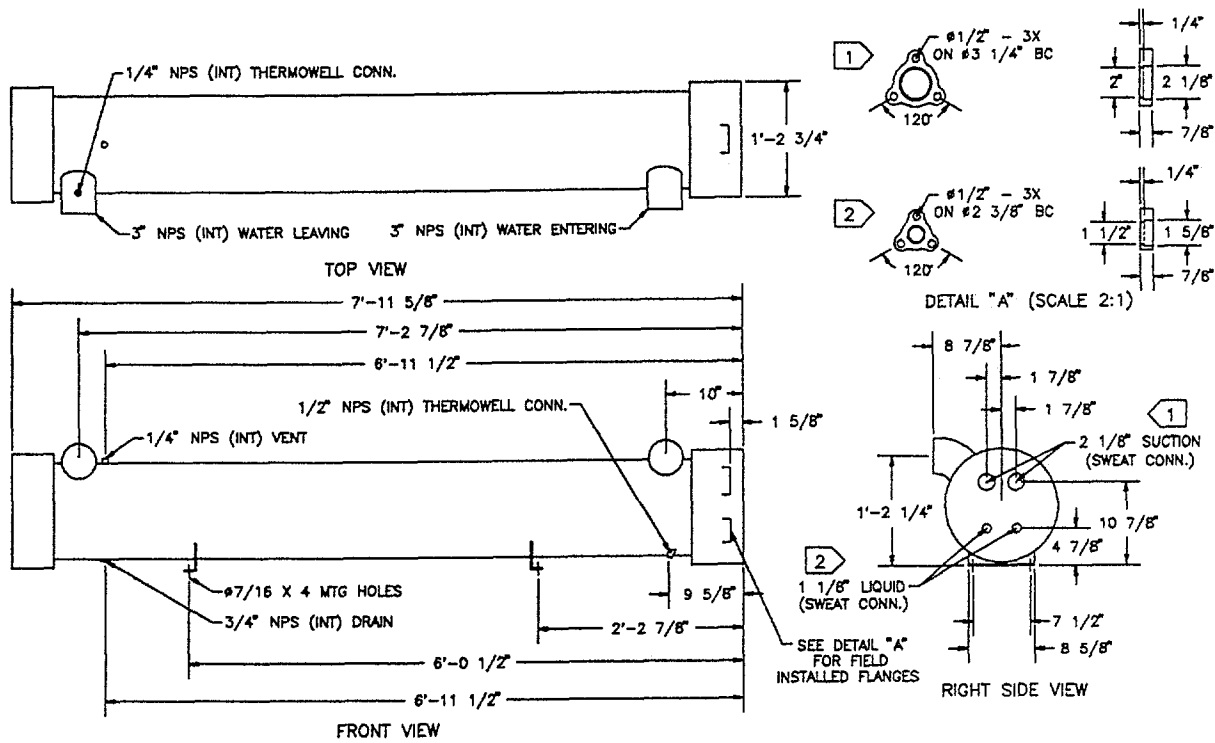 1/4" NPS (INT) THERMOWELL CONN.
1'-2 3/4"
3" NPS (INT) WATER LEAVING
3" NPS (INT) WATER ENTERING
TOP VIEW
1
ø1/2" - 3X
ON ø3 1/4" BC
120°
1/4"
2"
2 1/8"
7/8"
2
ø1/2" - 3X
ON ø2 3/8" BC
120°
1/4"
1 1/2"
1 5/8"
7/8"
DETAIL "A" (SCALE 2:1)
7'-11 5/8"
7'-2 7/8"
6'-11 1/2"
10"
1/2" NPS (INT) THERMOWELL CONN.
1 5/8"
1/4" NPS (INT) VENT
ø7/16 X 4 MTG HOLES
3/4" NPS (INT) DRAIN
9 5/8"
2'-2 7/8"
6'-0 1/2"
6'-11 1/2"
SEE DETAIL "A"
FOR FIELD
INSTALLED FLANGES
FRONT VIEW
8 7/8"
1 7/8"
1 7/8"
1
2 1/8" SUCTION
(SWEAT CONN.)
1'-2 1/4"
10 7/8"
4 7/8"
2
1 1/8" LIQUID
(SWEAT CONN.)
7 1/2"
8 5/8"
RIGHT SIDE VIEW